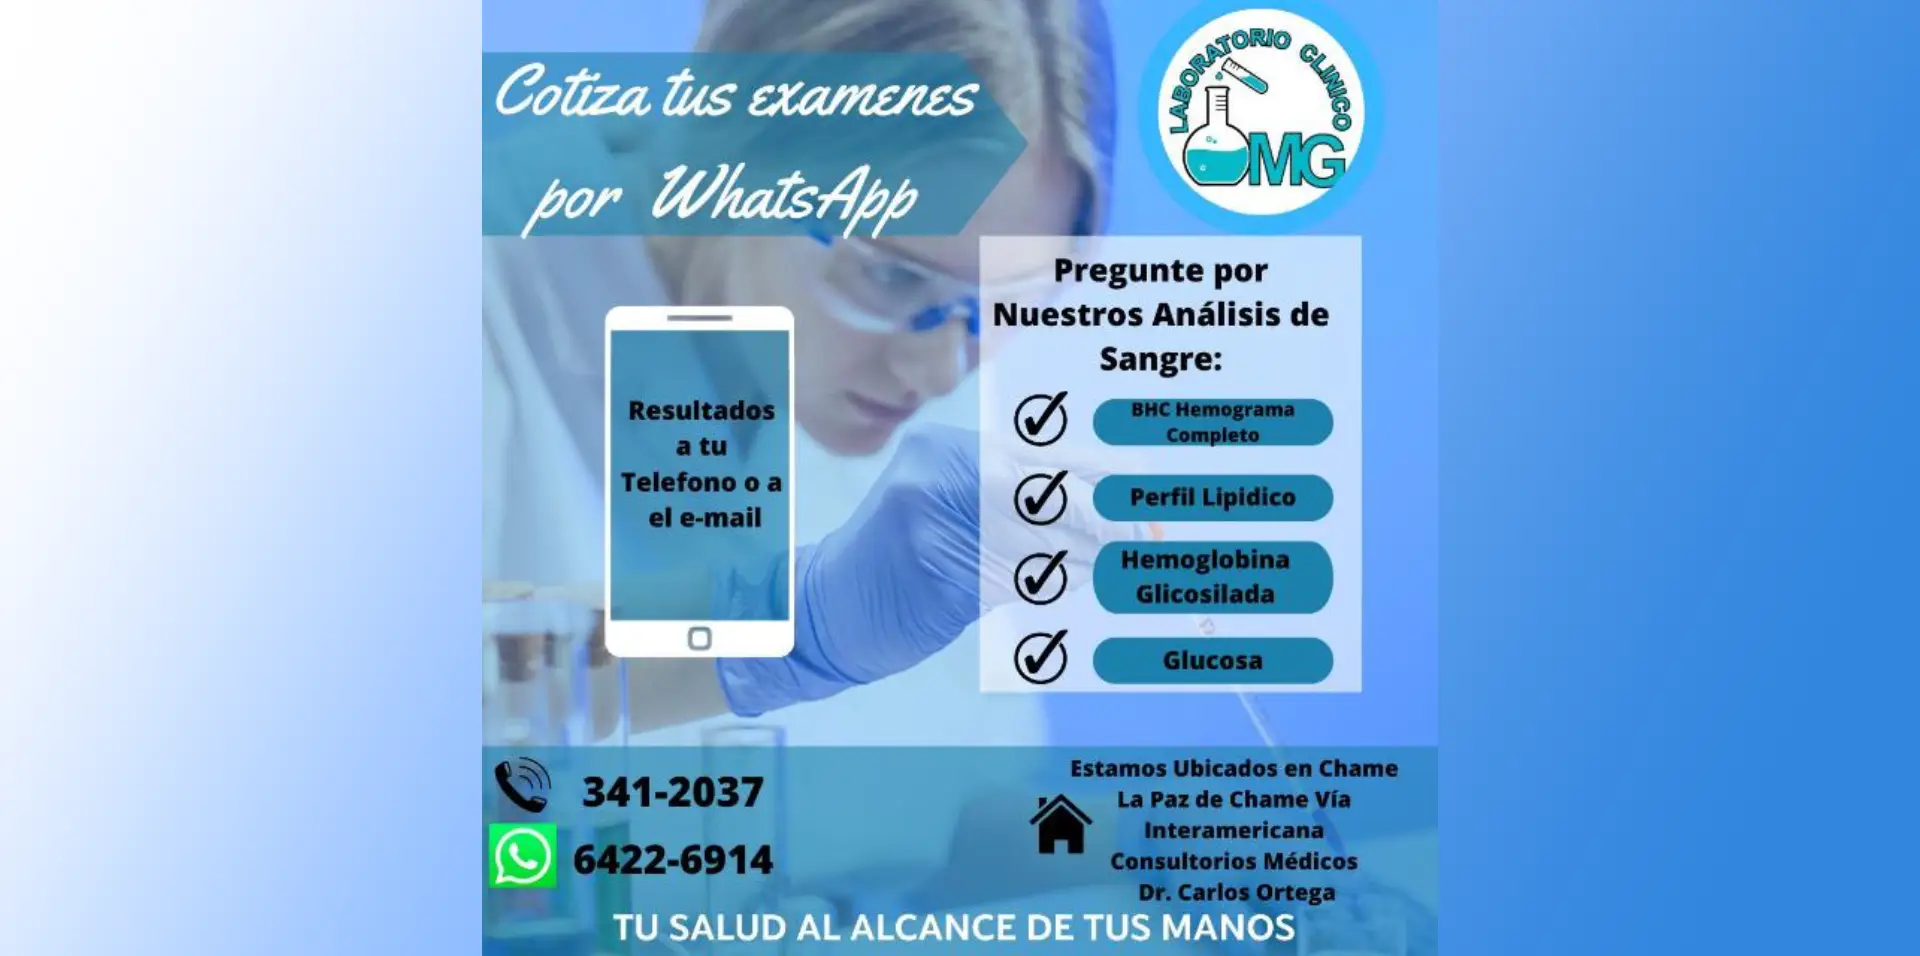 Cotiza tus examenes
por WhatsApp
LABORATORIO CLINICO
MG
Pregunte por
Nuestros Análisis de
Sangre:
BHC Hemograma
Completo
Perfil Lipidico
Hemoglobina
Glicosilada
Glucosa
Resultados
a tu
Telefono o a
el e-mail
341-2037
6422-6914
Estamos Ubicados en Chame
La Paz de Chame Vía
Interamericana
Consultorios Médicos
Dr. Carlos Ortega
TU SALUD AL ALCANCE DE TUS MANOS